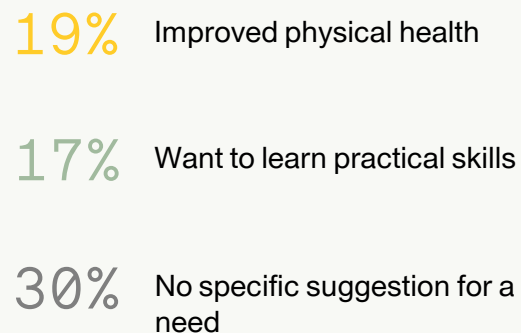 19% Improved physical health
17% Want to learn practical skills
30% No specific suggestion for a
need